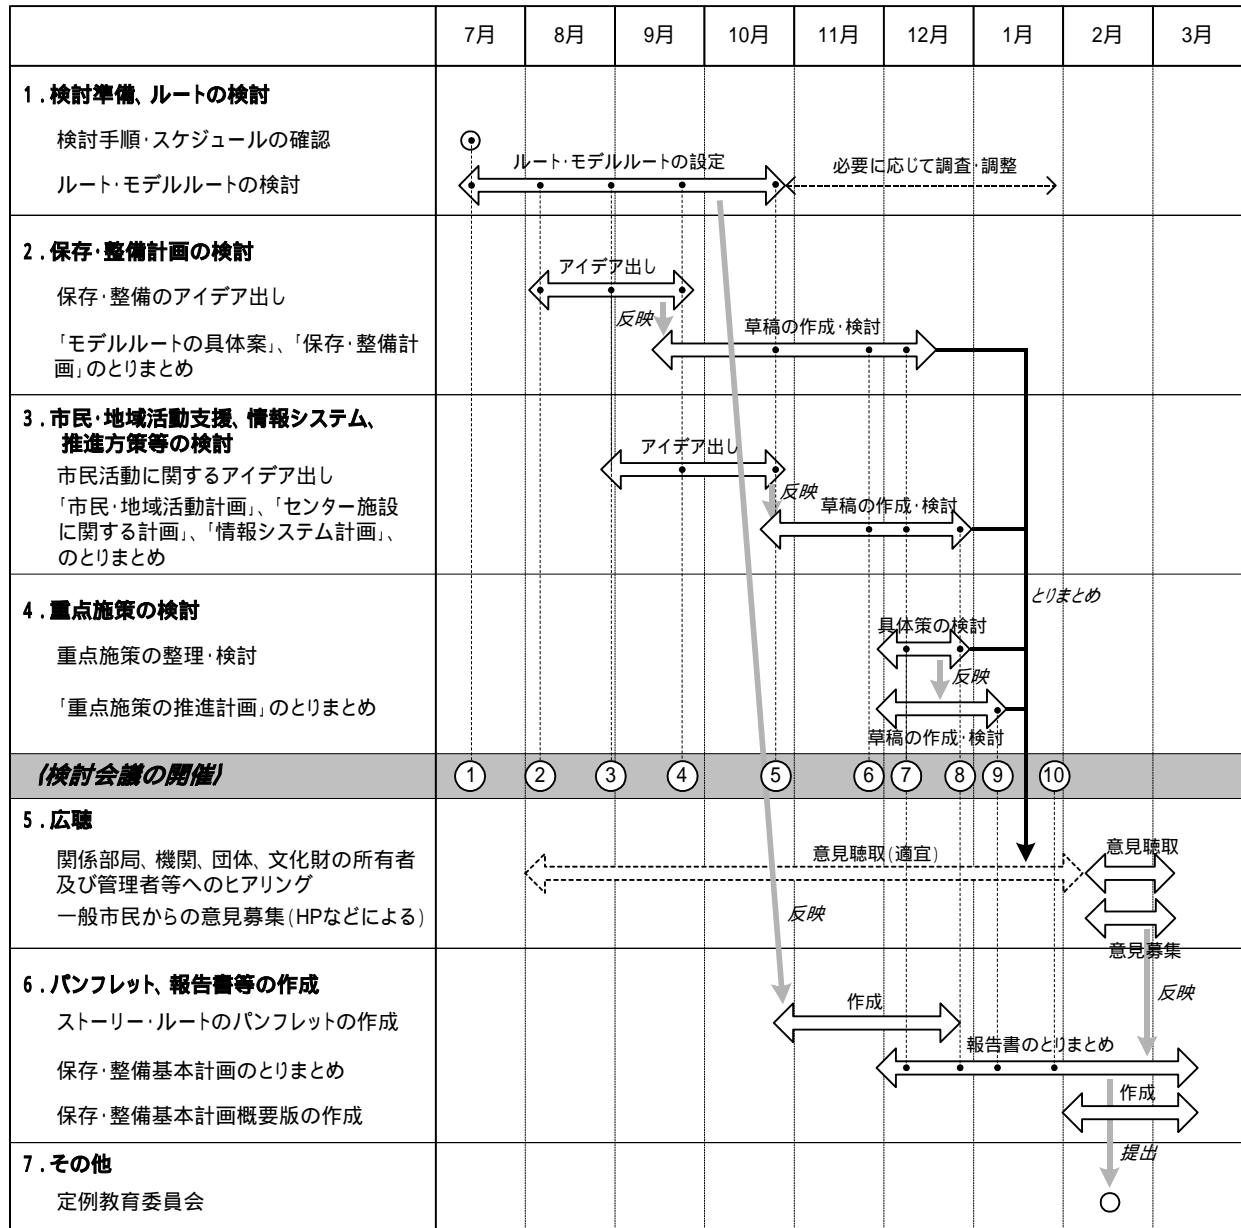 7月 8月 9月 10月 11月 12月 1月 2月 3月
1．検討準備、ルートの検討
検討手順･スケジュールの確認
ルート･モデルルートの設定
必要に応じて調査･調整
ルート･モデルルートの検討
2．保存･整備計画の検討
アイデア出し
保存･整備のアイデア出し
反映
草稿の作成･検討
「モデルルートの具体案」、「保存･整備計
画」のとりまとめ
3．市民･地域活動支援、情報システム、
推進方策等の検討
アイデア出し
市民活動に関するアイデア出し
反映
草稿の作成･検討
「市民･地域活動計画」、「センター施設
に関する計画」、「情報システム計画」、
のとりまとめ
とりまとめ
4．重点施策の検討
具体策の検討
重点施策の整理･検討
反映
「重点施策の推進計画」のとりまとめ
草稿の作成･検討
（検討会議の開催） 1 2 3 4 5 6 7 8 9 10
5．広聴
意見聴取(適宜)
意見聴取
関係部局、機関、団体、文化財の所有者
及び管理者等へのヒアリング
一般市民からの意見募集(HPなどによる)
反映
意見募集
6．パンフレット、報告書等の作成
反映
作成
ストーリー･ルートのパンフレットの作成
報告書のとりまとめ
保存･整備基本計画のとりまとめ
作成
保存･整備基本計画概要版の作成
提出
7．その他
定例教育委員会